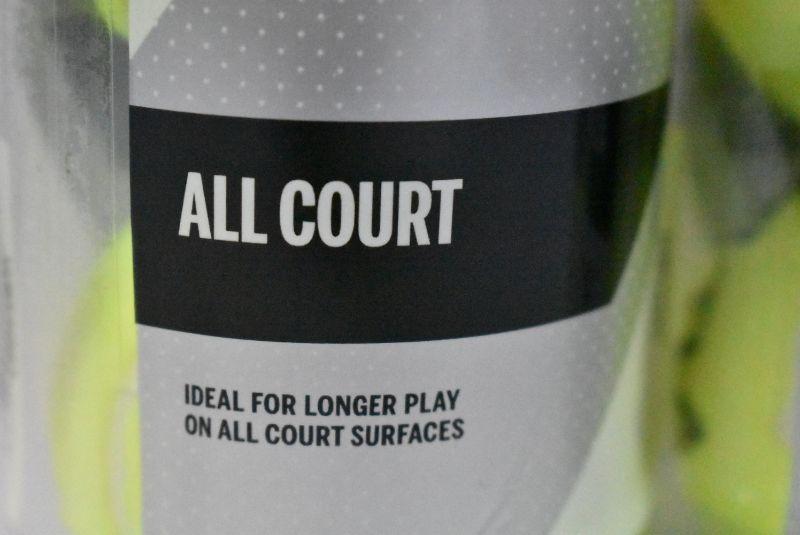 ALL COURT
IDEAL FOR LONGER PLAY
ON ALL COURT SURFACES